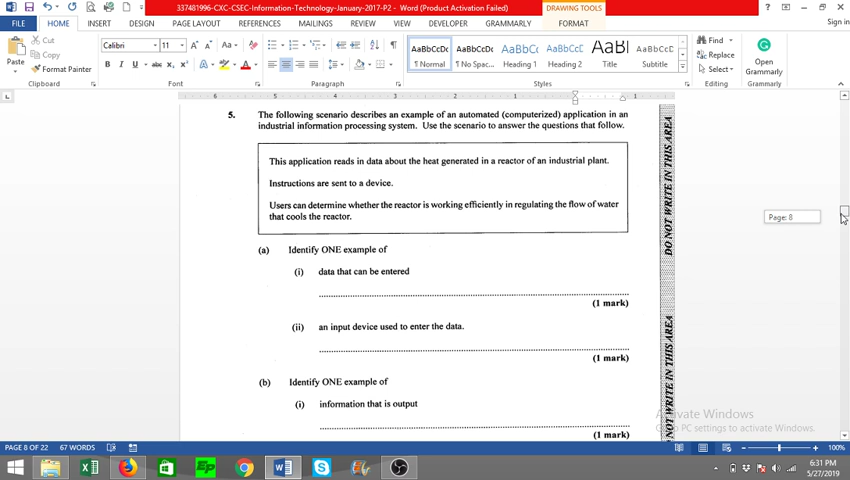 337481996-CXC-CSEC-Information-Technology-January-2017-P2 - Word (Product Activation Failed)
DRAWING TOOLS
FILE HOME INSERT DESIGN PAGE LAYOUT REFERENCES MAILINGS REVIEW VIEW DEVELOPER GRAMMARLY FORMAT Sign in
Paste
Cut
Copy
Format Painter
Calibri 11
AaBbCcDc AaBbCcDc AaBbCc AaBbCcC AaBl AaBbCcC
¶ Normal ¶ No Spac... Heading 1 Heading 2 Title Subtitle
Find
Replace
Select
Open Grammarly
Clipboard Font Paragraph Styles Editing Grammarly
5. The following scenario describes an example of an automated (computerized) application in an
industrial information processing system. Use the scenario to answer the questions that follow.
This application reads in data about the heat generated in a reactor of an industrial plant.
Instructions are sent to a device.
Users can determine whether the reactor is working efficiently in regulating the flow of water
that cools the reactor.
(a) Identify ONE example of
(i) data that can be entered
(1 mark)
(ii) an input device used to enter the data.
(1 mark)
(b) Identify ONE example of
(i) information that is output
(1 mark)
DO NOT WRITE IN THIS AREA
NOT WRITE IN THIS AREA
Page: 8
Activate Windows
Go to PC settings to activate Windows.
PAGE 8 OF 22 67 WORDS 100%
6:31 PM
5/27/2019